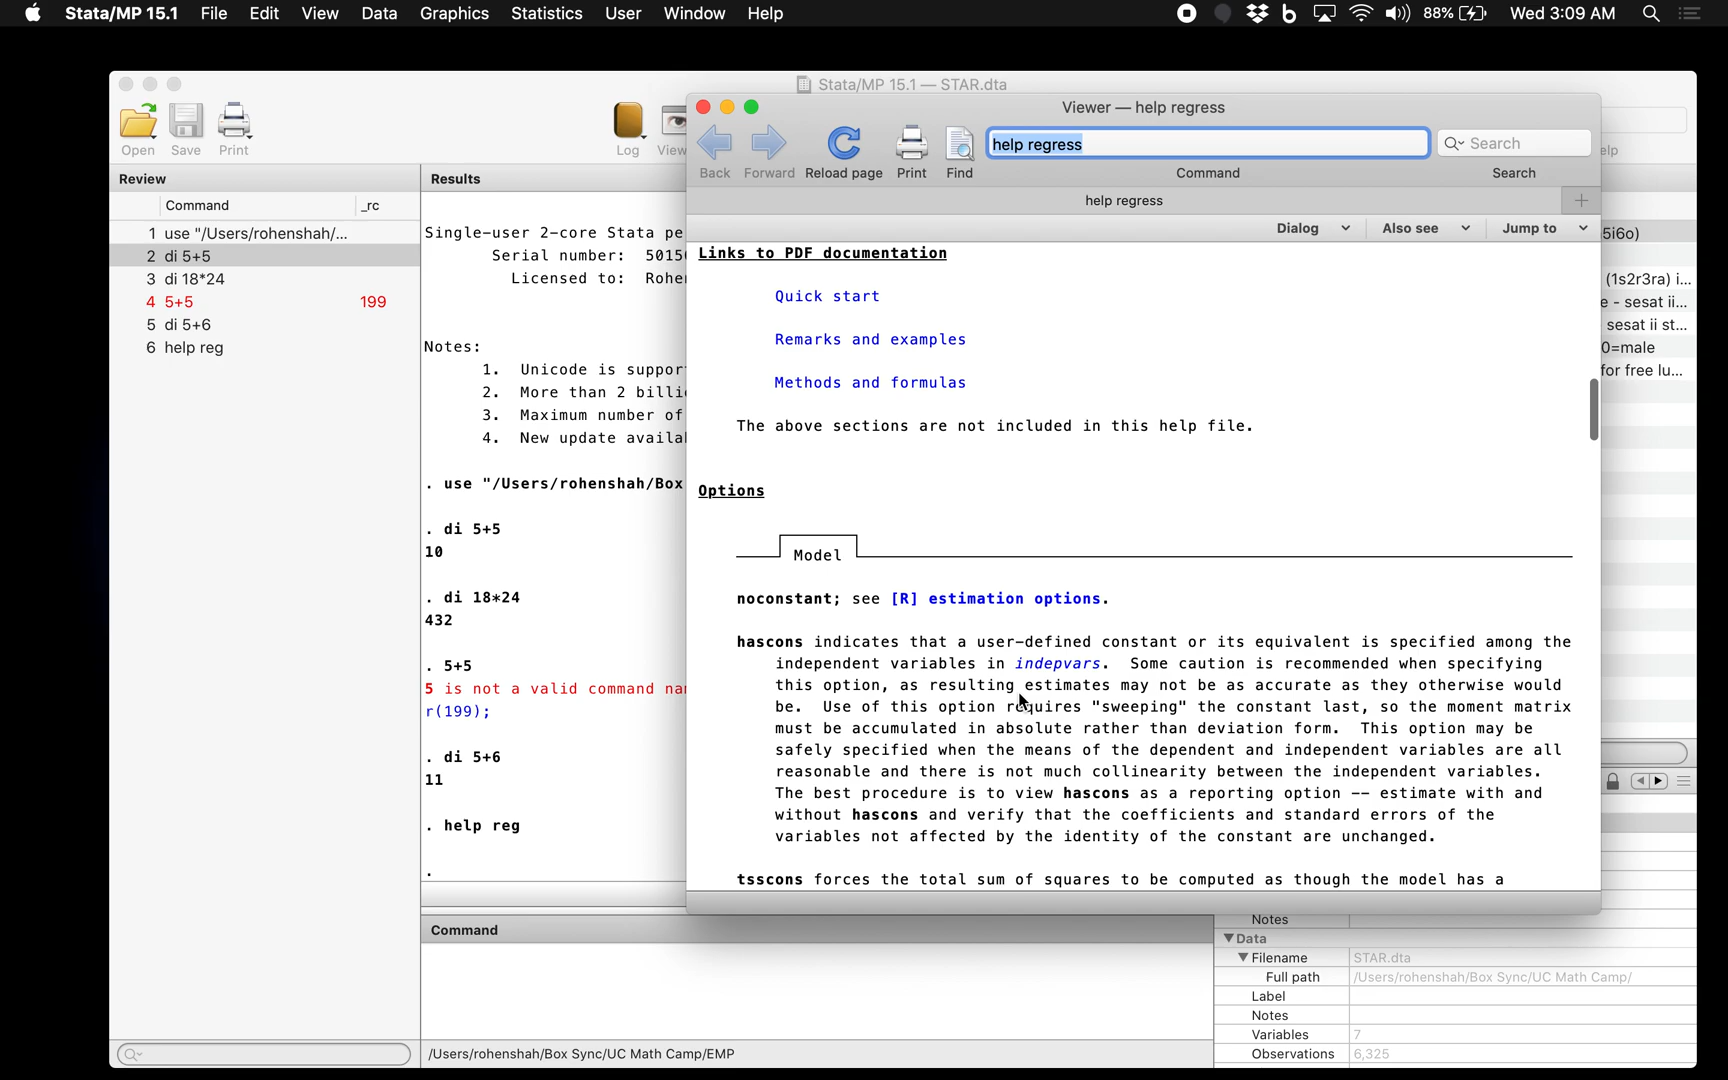 Stata/MP 15.1 File Edit View Data Graphics Statistics User Window Help
88% Wed 3:09 AM
Stata/MP 15.1 — STAR.dta
Open Save Print Log View
Review
Command _rc
1 use "/Users/rohenshah/...
2 di 5+5
3 di 18*24
4 5+5 199
5 di 5+6
6 help reg
Results
Single-user 2-core Stata pe
Serial number: 5015
Licensed to: Rohe
Notes:
1. Unicode is suppor
2. More than 2 billi
3. Maximum number of
4. New update availa
. use "/Users/rohenshah/Box
. di 5+5
10
. di 18*24
432
. 5+5
5 is not a valid command na
r(199);
. di 5+6
11
. help reg
.
Command
/Users/rohenshah/Box Sync/UC Math Camp/EMP
Viewer — help regress
help regress
Search
Back Forward Reload page Print Find Command Search
help regress
Dialog Also see Jump to
Links to PDF documentation
Quick start
Remarks and examples
Methods and formulas
The above sections are not included in this help file.
Options
Model
noconstant; see [R] estimation options.
hascons indicates that a user-defined constant or its equivalent is specified among the
independent variables in indepvars. Some caution is recommended when specifying
this option, as resulting estimates may not be as accurate as they otherwise would
be. Use of this option requires "sweeping" the constant last, so the moment matrix
must be accumulated in absolute rather than deviation form. This option may be
safely specified when the means of the dependent and independent variables are all
reasonable and there is not much collinearity between the independent variables.
The best procedure is to view hascons as a reporting option -- estimate with and
without hascons and verify that the coefficients and standard errors of the
variables not affected by the identity of the constant are unchanged.
tsscons forces the total sum of squares to be computed as though the model has a
elp
5i6o)
(1s2r3ra) i...
e - sesat ii...
sesat ii st...
0=male
for free lu...
Notes
Data
Filename STAR.dta
Full path /Users/rohenshah/Box Sync/UC Math Camp/
Label
Notes
Variables 7
Observations 6,325